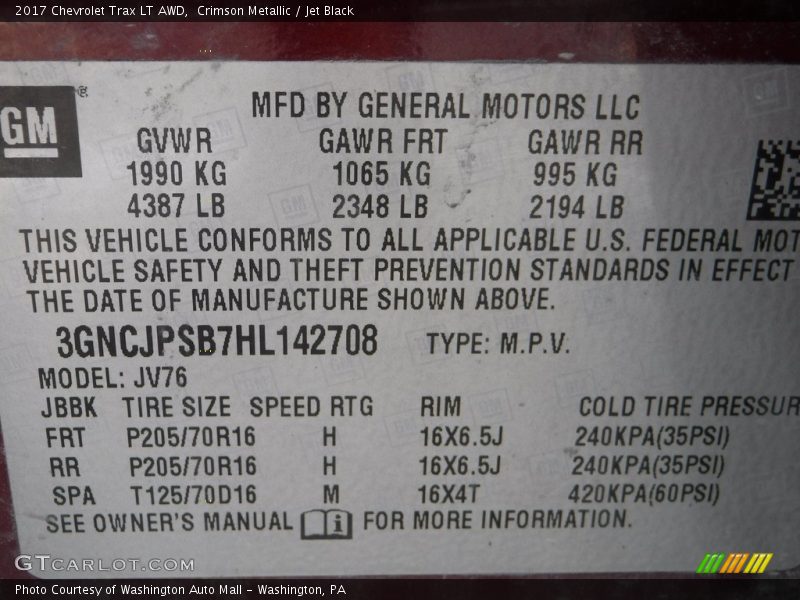 2017 Chevrolet Trax LT AWD,  Crimson Metallic / Jet Black
GM
®
MFD BY GENERAL MOTORS LLC
GVWR GAWR FRT GAWR RR
1990 KG 1065 KG 995 KG
4387 LB 2348 LB 2194 LB
THIS VEHICLE CONFORMS TO ALL APPLICABLE U.S. FEDERAL MOT
VEHICLE SAFETY AND THEFT PREVENTION STANDARDS IN EFFECT
THE DATE OF MANUFACTURE SHOWN ABOVE.
3GNCJPSB7HL142708 TYPE: M.P.V.
MODEL: JV76
JBBK TIRE SIZE SPEED RTG RIM COLD TIRE PRESSUR
FRT P205/70R16 H 16X6.5J 240KPA(35PSI)
RR P205/70R16 H 16X6.5J 240KPA(35PSI)
SPA T125/70D16 M 16X4T 420KPA(60PSI)
SEE OWNER'S MANUAL i FOR MORE INFORMATION.
GTCARLOT.COM
Photo Courtesy of Washington Auto Mall - Washington, PA